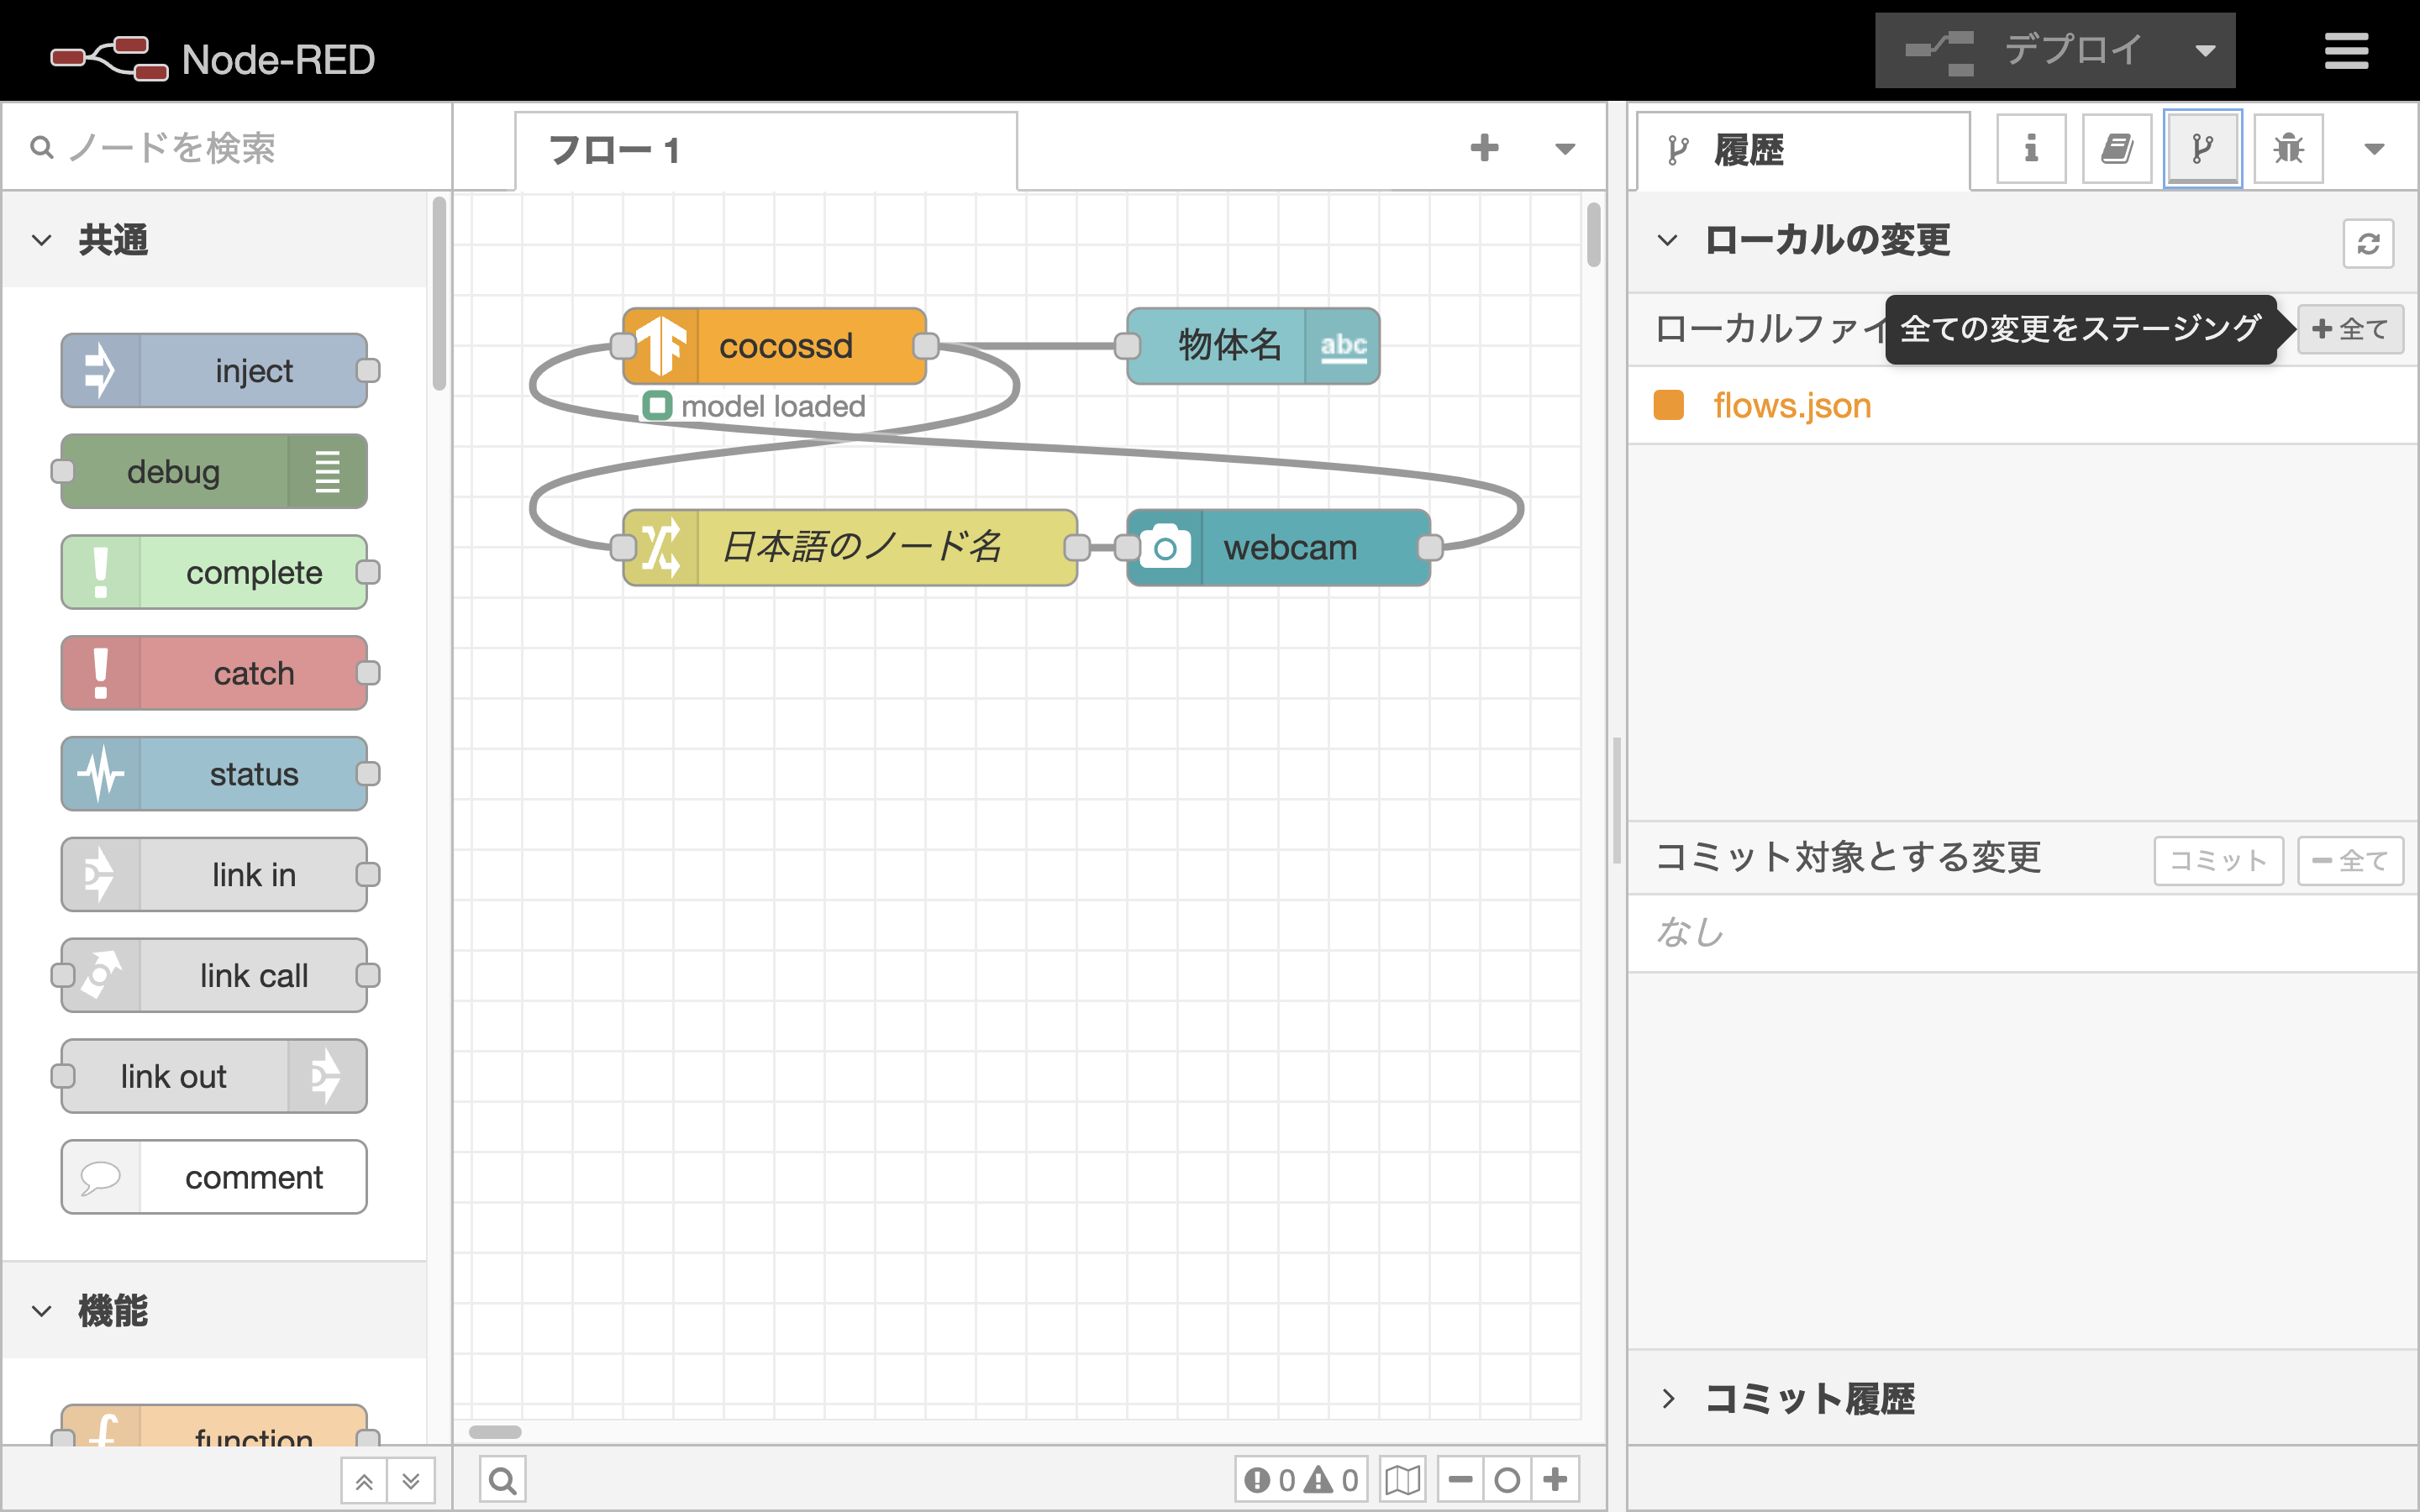 Node-RED
デプロイ
ノードを検索
フロー 1
履歴
共通
inject
debug
complete
catch
status
link in
link call
link out
comment
機能
function
cocossd
model loaded
物体名
abc
日本語のノード名
webcam
0 0
ローカルの変更
ローカルファイ
全ての変更をステージング
全て
flows.json
コミット対象とする変更
コミット
全て
なし
コミット履歴